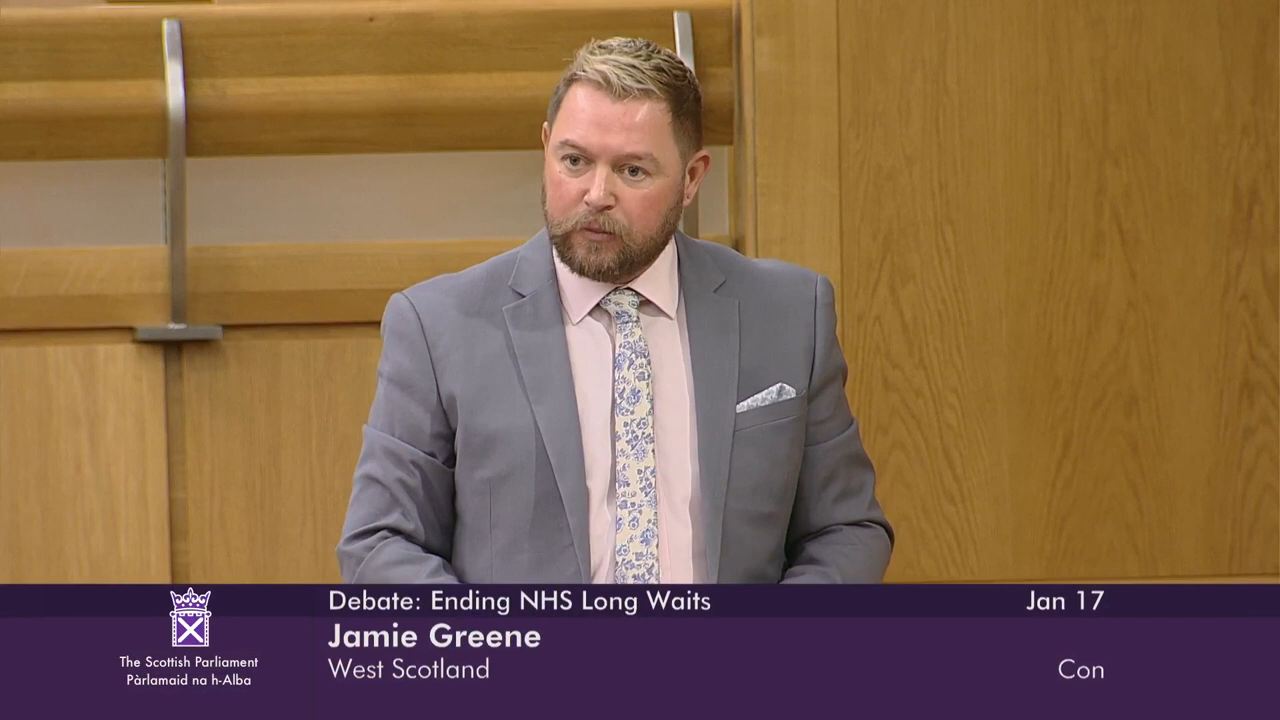 Debate: Ending NHS Long Waits Jan 17
Jamie Greene
West Scotland Con
The Scottish Parliament
Pàrlamaid na h-Alba